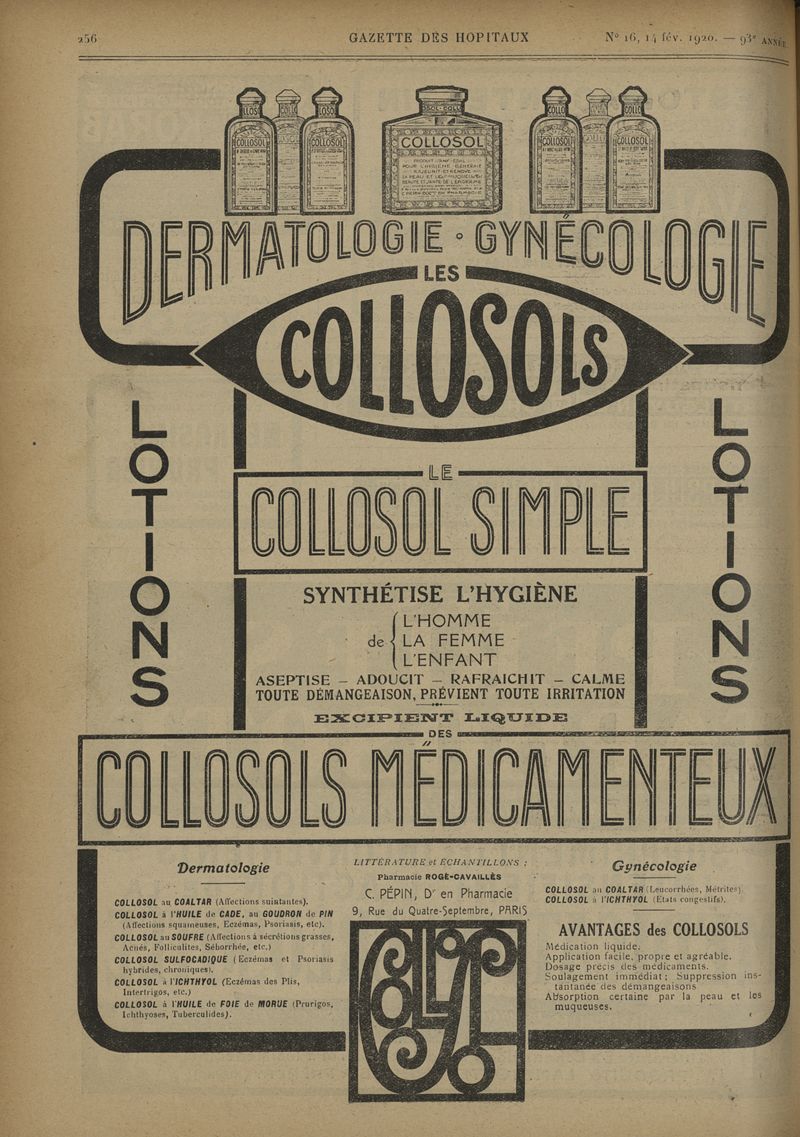 256
GAZETTE DES HOPITAUX
N° 16, 14 fév. 1920. — 93e ANNÉE
COLLOSOL
COLLOSOL
COLLOSOL
COLLOSOL
COLLOSOL
DERMATOLOGIE • GYNÉCOLOGIE
LES
COLLOSOLS
LOTIONS
LOTIONS
LE
COLLOSOL SIMPLE
SYNTHÉTISE L'HYGIÈNE
de
L'HOMME
LA FEMME
L'ENFANT
ASEPTISE — ADOUCIT — RAFRAICHIT — CALME
TOUTE DÉMANGEAISON, PRÉVIENT TOUTE IRRITATION
EXCIPIENT LIQUIDE
DES
COLLOSOLS MÉDICAMENTEUX
Dermatologie
COLLOSOL au COALTAR (Affections suintantes).
COLLOSOL à l'HUILE de CADE, au GOUDRON de PIN
(Affections squameuses, Eczémas, Psoriasis, etc).
COLLOSOL au SOUFRE (Affections à sécrétions grasses,
Acnés, Folliculites, Séborrhée, etc.)
COLLOSOL SULFOCADIQUE (Eczémas et Psoriasis
hybrides, chroniques).
COLLOSOL à l'ICHTHYOL (Eczémas des Plis,
Intertrigos, etc.)
COLLOSOL à l'HUILE de FOIE de MORUE (Prurigos,
Ichthyoses, Tuberculides).
LITTÉRATURE et ÉCHANTILLONS :
Pharmacie ROGÉ-CAVAILLÈS
C. PÉPIN, Dr en Pharmacie
9, Rue du Quatre-Septembre, PARIS
Gynécologie
COLLOSOL au COALTAR (Leucorrhées, Métrites).
COLLOSOL à l'ICHTHYOL (États congestifs).
AVANTAGES des COLLOSOLS
Médication liquide.
Application facile, propre et agréable.
Dosage précis des médicaments.
Soulagement immédiat ; Suppression ins-
tantanée des démangeaisons
Absorption certaine par la peau et les
muqueuses.